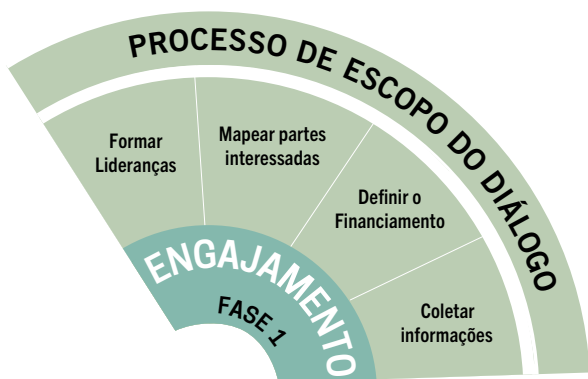 PROCESSO DE ESCOPO DO DIÁLOGO
Formar
Lideranças
Mapear partes
interessadas
Definir o
Financiamento
Coletar
informações
ENGAJAMENTO
FASE 1